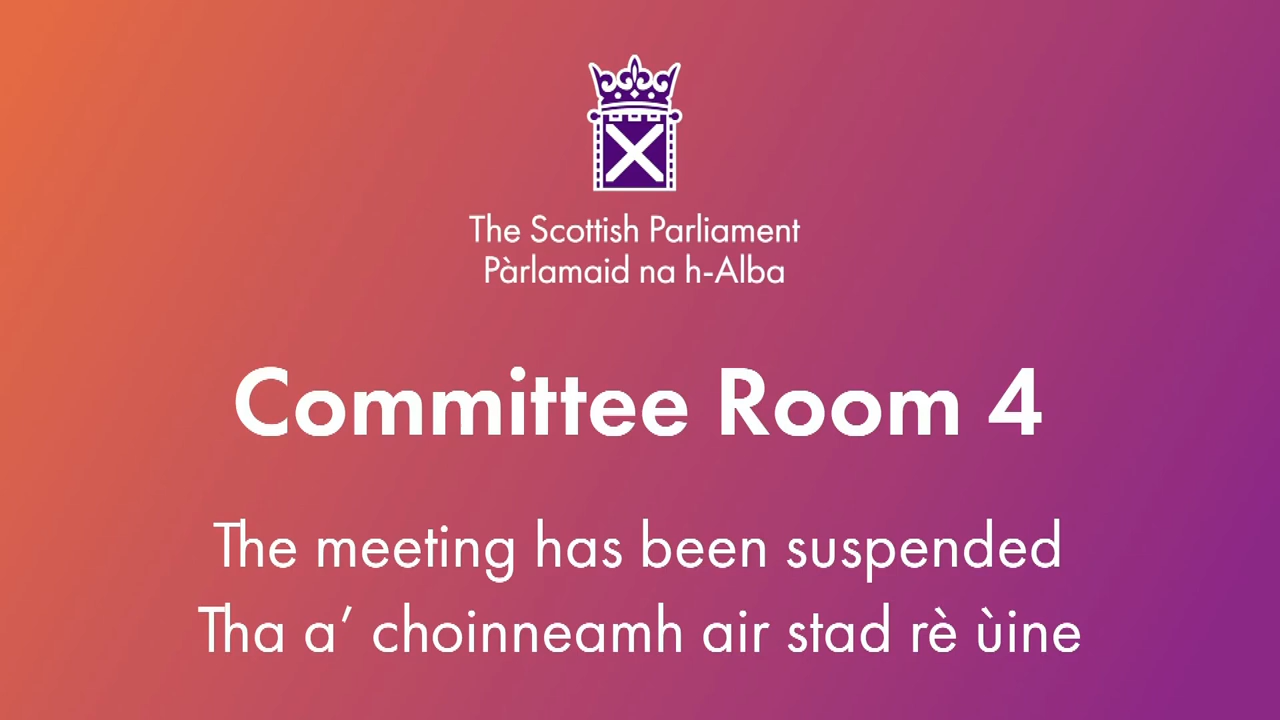 The Scottish Parliament
Pàrlamaid na h-Alba
Committee Room 4
The meeting has been suspended
Tha a’ choinneamh air stad rè ùine